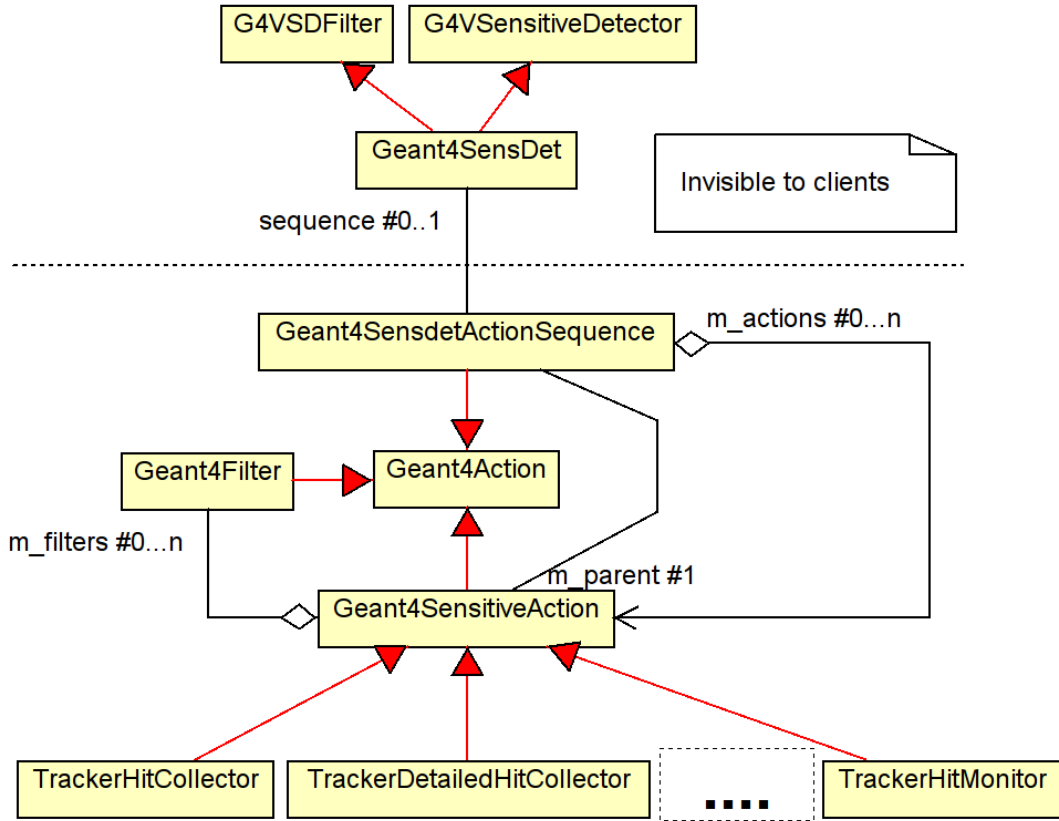 G4VSDFilter
G4VSensitiveDetector
Geant4SensDet
Invisible to clients
sequence #0..1
Geant4SensdetActionSequence
m_actions #0...n
Geant4Filter
Geant4Action
m_filters #0...n
m_parent #1
Geant4SensitiveAction
TrackerHitCollector
TrackerDetailedHitCollector
....
TrackerHitMonitor